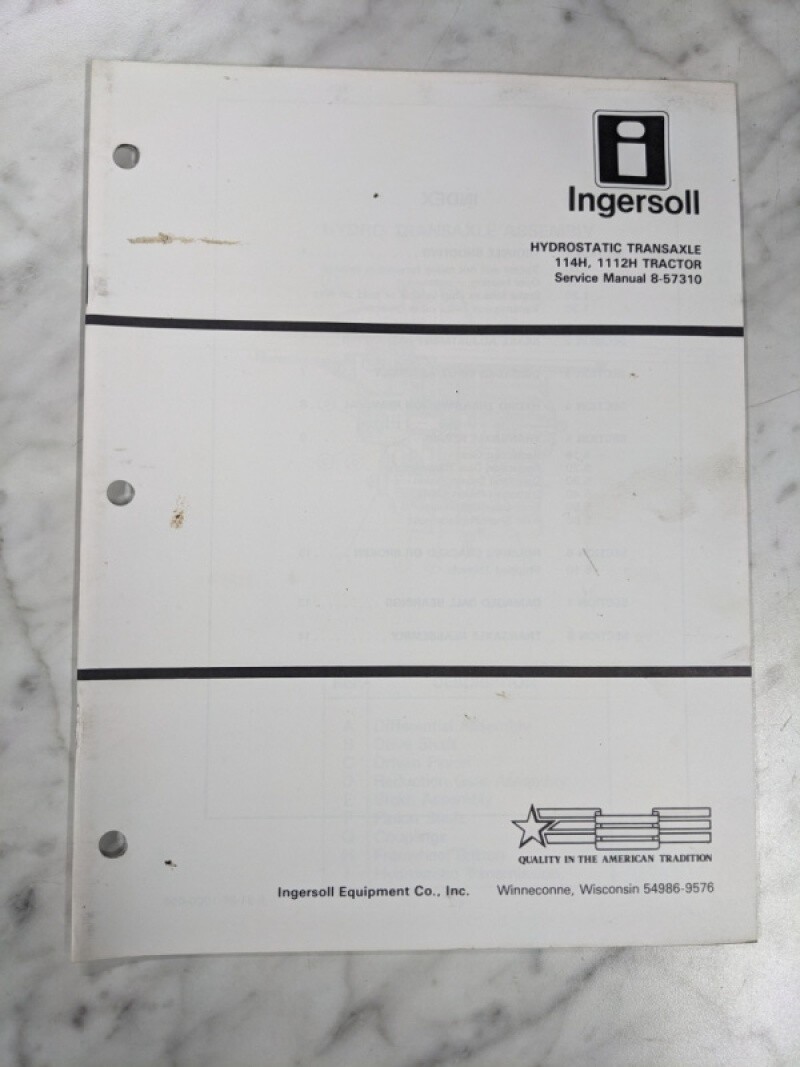 Ingersoll
HYDROSTATIC TRANSAXLE
114H, 1112H TRACTOR
Service Manual 8-57310
INDEX
QUALITY IN THE AMERICAN TRADITION
Ingersoll Equipment Co., Inc. Winneconne, Wisconsin 54986-9576